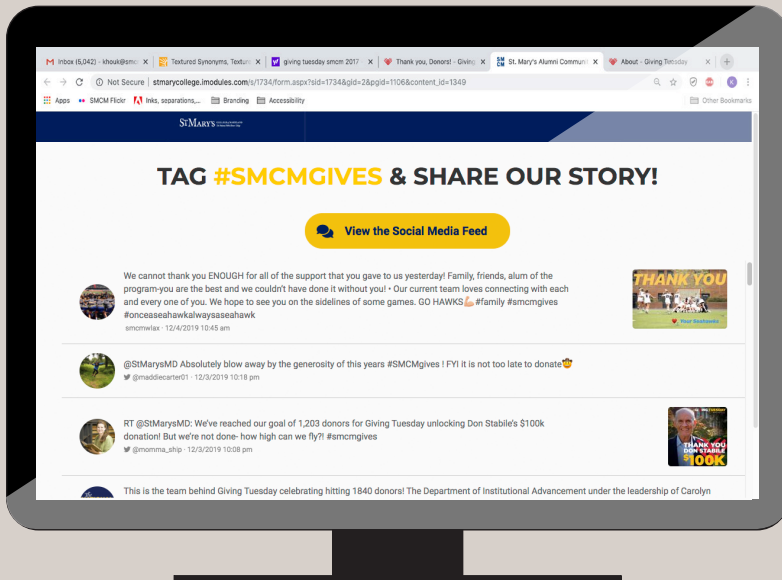 Inbox (5,042) - khouk@smc
Textured Synonyms, Textur
giving tuesday smcm 2017
Thank you, Donors! - Giving
St. Mary's Alumni Communi
About - Giving Tuesday
Not Secure | stmarycollege.imodules.com/s/1734/form.aspx?sid=1734&gid=2&pgid=1106&content_id=1349
K
Apps
SMCM Flickr
Inks, separations,...
Branding
Accessibility
Other Bookmarks
ST MARY'S
TAG #SMCMGIVES & SHARE OUR STORY!
View the Social Media Feed
We cannot thank you ENOUGH for all of the support that you gave to us yesterday! Family, friends, alum of the
program-you are the best and we couldn't have done it without you! • Our current team loves connecting with each
and every one of you. We hope to see you on the sidelines of some games. GO HAWKS💪🏼#family #smcmgives
#onceaseahawkalwaysaseahawk
smcmwlax · 12/4/2019 10:45 am
THANK YOU
Your Seahawks
@StMarysMD Absolutely blow away by the generosity of this years #SMCMgives ! FYI it is not too late to donate🤠
@maddiecarter01 · 12/3/2019 10:18 pm
RT @StMarysMD: We've reached our goal of 1,203 donors for Giving Tuesday unlocking Don Stabile's $100k
donation! But we're not done- how high can we fly?! #smcmgives
@momma_ship · 12/3/2019 10:08 pm
THANK YOU
DON STABILE
$100K
This is the team behind Giving Tuesday celebrating hitting 1840 donors! The Department of Institutional Advancement under the leadership of Carolyn